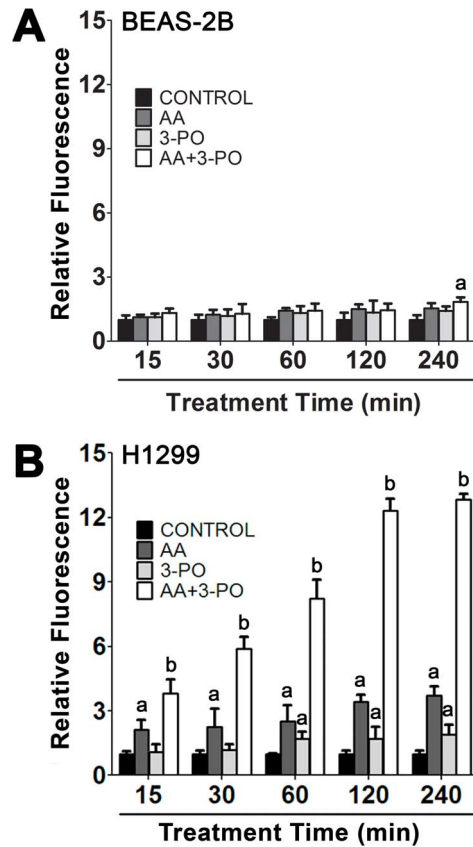 A BEAS-2B
15
12
9
6
3
0
Relative Fluorescence
CONTROL
AA
3-PO
AA+3-PO
a
15 30 60 120 240
Treatment Time (min)
B H1299
15
12
9
6
3
0
Relative Fluorescence
CONTROL
AA
3-PO
AA+3-PO
b b
b
b
b
a a a a a
a a a
15 30 60 120 240
Treatment Time (min)